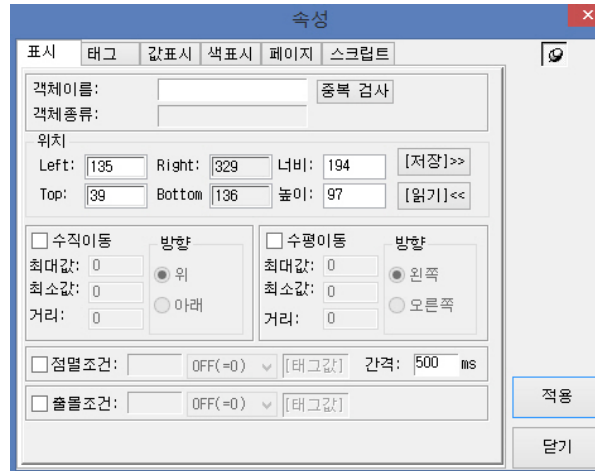 속성
표시 태그 값표시 색표시 페이지 스크립트
객체이름: 중복 검사
객체종류:
위치
Left: 135 Right: 329 너비: 194 [저장]>>
Top: 39 Bottom 136 높이: 97 [읽기]<<
수직이동 방향 수평이동 방향
최대값: 0 위 최대값: 0 왼쪽
최소값: 0 아래 최소값: 0 오른쪽
거리: 0 거리: 0
점멸조건: OFF(=0) [태그값] 간격: 500 ms
출몰조건: OFF(=0) [태그값]
적용
닫기